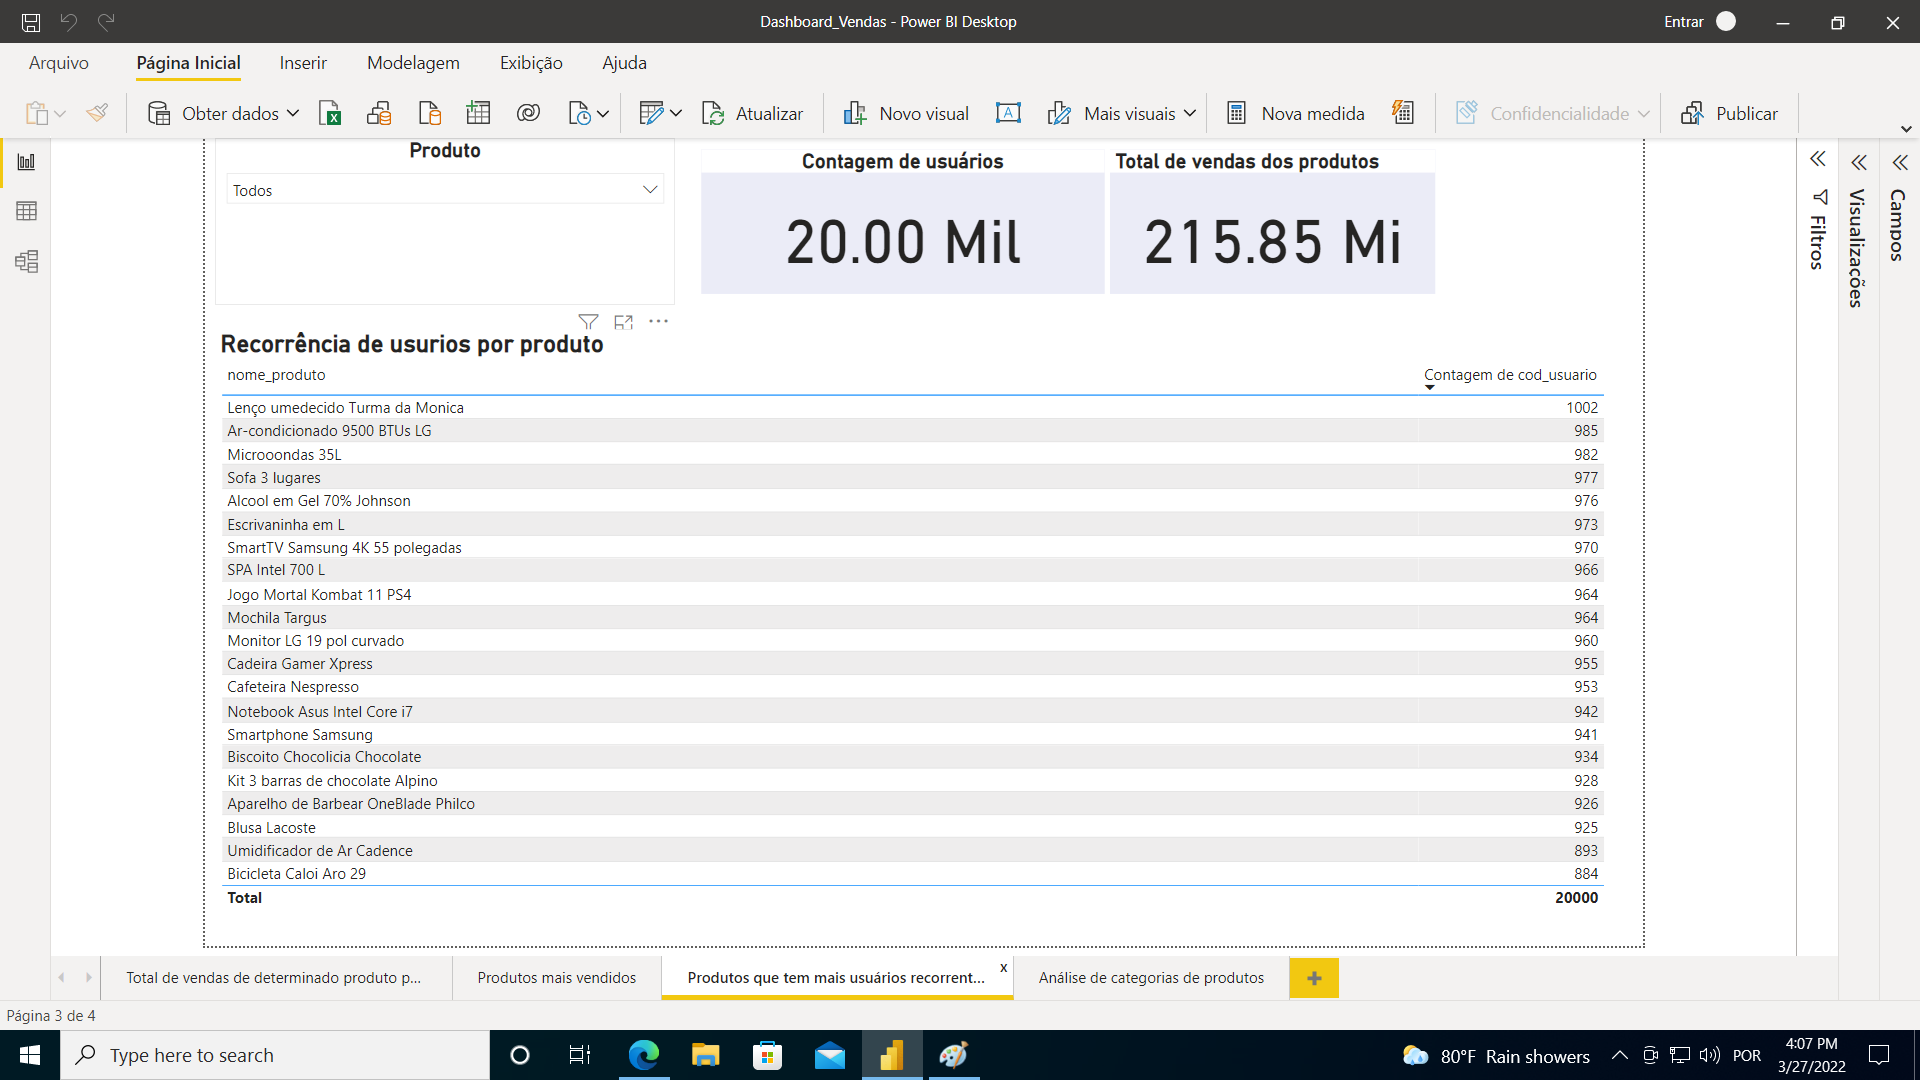 Dashboard_Vendas - Power BI Desktop
Entrar
Arquivo Página Inicial Inserir Modelagem Exibição Ajuda
Obter dados Atualizar Novo visual Mais visuais Nova medida Confidencialidade Publicar
Produto
Todos
Contagem de usuários
20.00 Mil
Total de vendas dos produtos
215.85 Mi
Filtros
Visualizações
Campos
Recorrência de usurios por produto
nome_produto Contagem de cod_usuario
Lenço umedecido Turma da Monica 1002
Ar-condicionado 9500 BTUs LG 985
Microoondas 35L 982
Sofa 3 lugares 977
Alcool em Gel 70% Johnson 976
Escrivaninha em L 973
SmartTV Samsung 4K 55 polegadas 970
SPA Intel 700 L 966
Jogo Mortal Kombat 11 PS4 964
Mochila Targus 964
Monitor LG 19 pol curvado 960
Cadeira Gamer Xpress 955
Cafeteira Nespresso 953
Notebook Asus Intel Core i7 942
Smartphone Samsung 941
Biscoito Chocolicia Chocolate 934
Kit 3 barras de chocolate Alpino 928
Aparelho de Barbear OneBlade Philco 926
Blusa Lacoste 925
Umidificador de Ar Cadence 893
Bicicleta Caloi Aro 29 884
Total 20000
Total de vendas de determinado produto p... Produtos mais vendidos Produtos que tem mais usuários recorrent... x Análise de categorias de produtos
Página 3 de 4
Type here to search
80°F Rain showers
POR
4:07 PM
3/27/2022